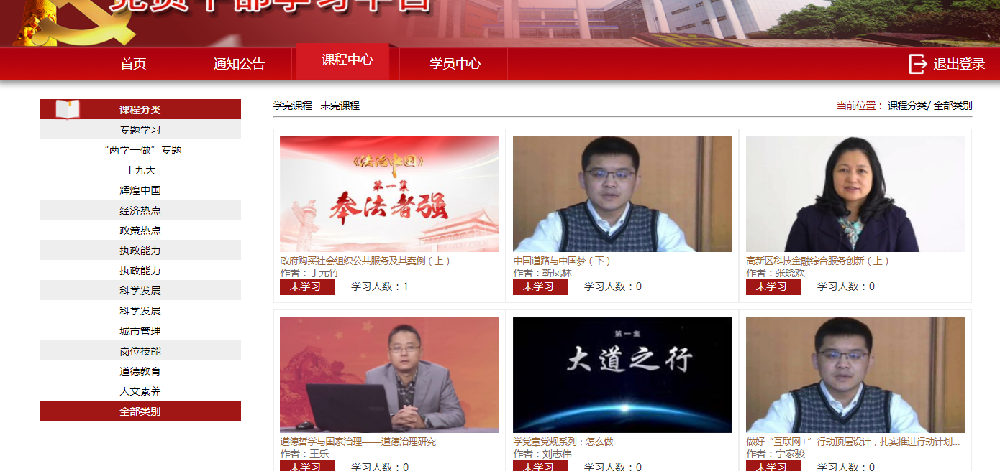 党员干部学习平台
首页
通知公告
课程中心
学员中心
退出登录
课程分类
专题学习
“两学一做”专题
十九大
辉煌中国
经济热点
政策热点
执政能力
执政能力
科学发展
科学发展
城市管理
岗位技能
道德教育
人文素养
全部类别
学完课程 未完课程
当前位置： 课程分类/ 全部类别
《法治中国》
第一集
奉法者强
政府购买社会组织公共服务及其案例（上）
作者：丁元竹
未学习 学习人数：1
中国道路与中国梦（下）
作者：靳凤林
未学习 学习人数：0
高新区科技金融综合服务创新（上）
作者：张晓欢
未学习 学习人数：0
道德哲学与国家治理——道德治理研究
作者：王乐
未学习 学习人数：0
第一集
大道之行
学党章党规系列：怎么做
作者：刘志伟
未学习 学习人数：0
做好“互联网+”行动顶层设计，扎实推进行动计划...
作者：宁家骏
未学习 学习人数：0